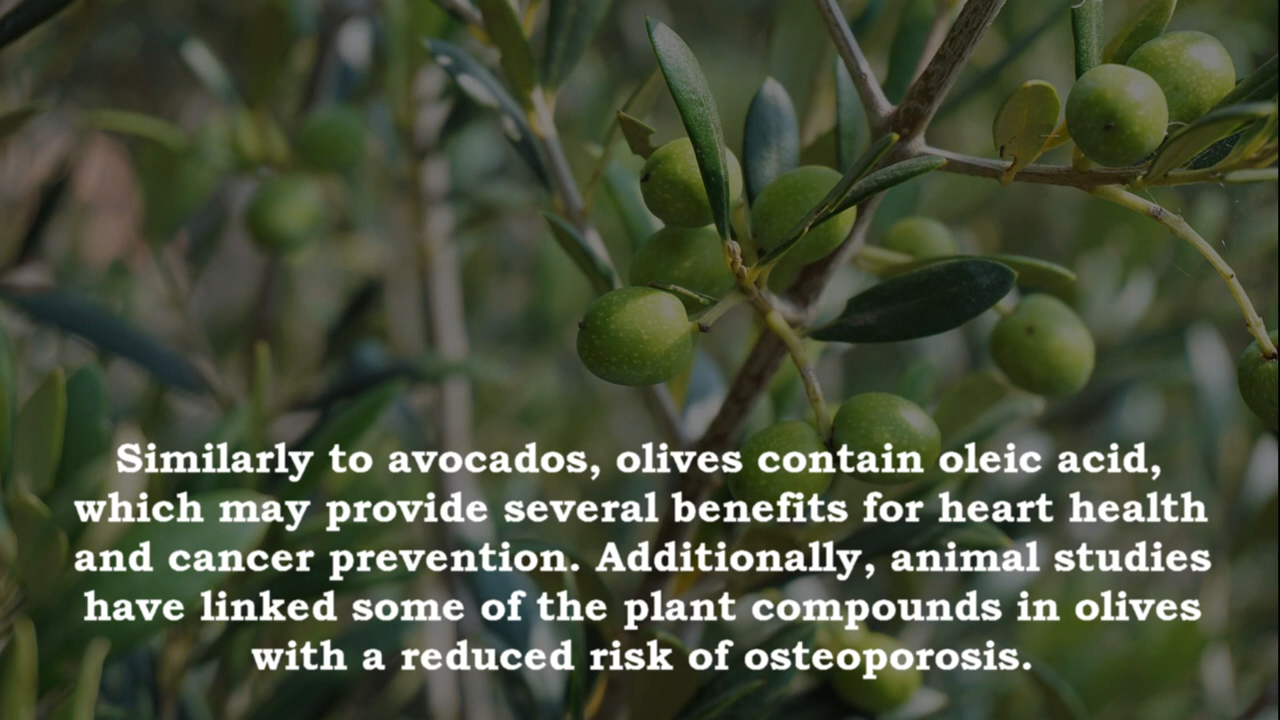 Similarly to avocados, olives contain oleic acid,
which may provide several benefits for heart health
and cancer prevention. Additionally, animal studies
have linked some of the plant compounds in olives
with a reduced risk of osteoporosis.